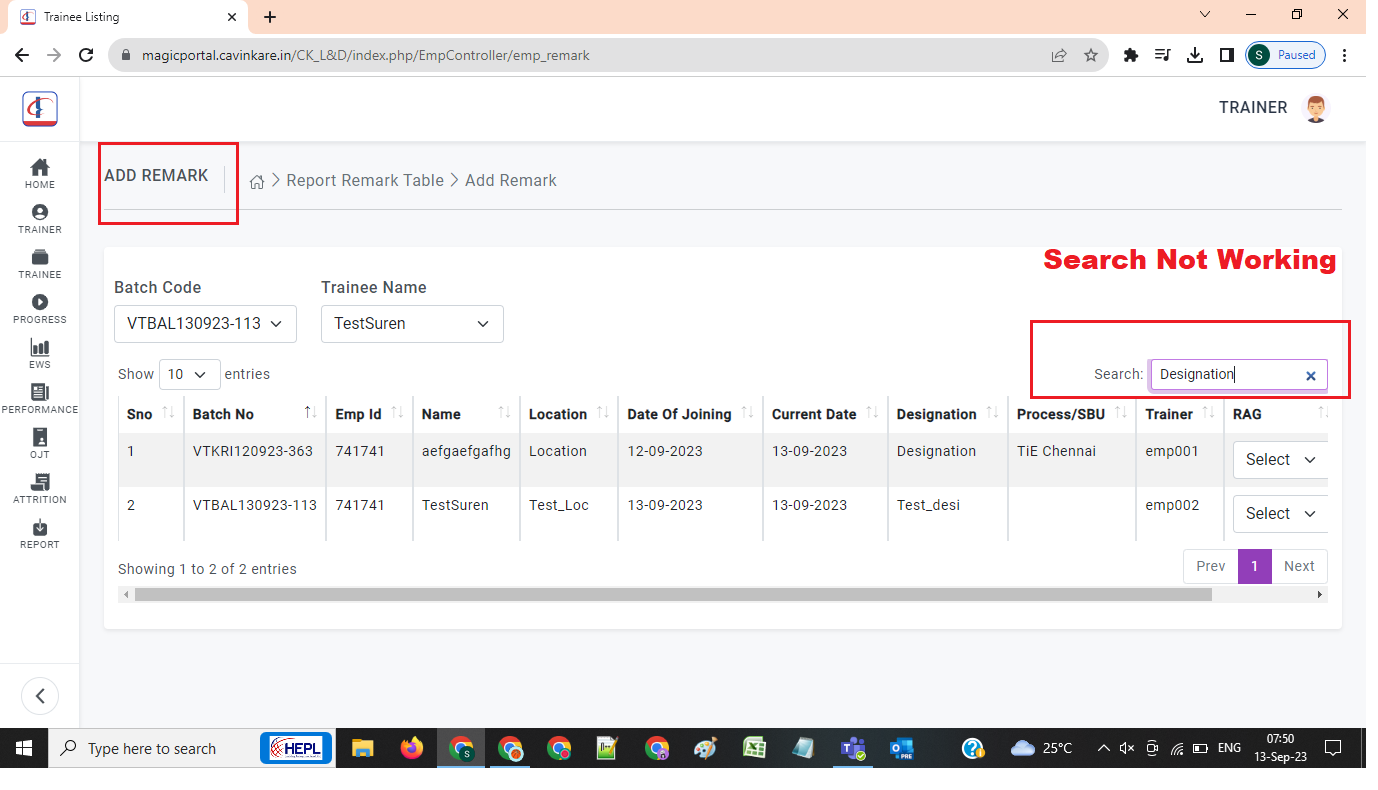 Trainee Listing
magicportal.cavinkare.in/CK_L&D/index.php/EmpController/emp_remark
S Paused
TRAINER
HOME
TRAINER
TRAINEE
PROGRESS
EWS
PERFORMANCE
OJT
ATTRITION
REPORT
ADD REMARK
Report Remark Table > Add Remark
Search Not Working
Batch Code Trainee Name
VTBAL130923-113 TestSuren
Show 10 entries Search: Designation
Sno Batch No Emp Id Name Location Date Of Joining Current Date Designation Process/SBU Trainer RAG
1 VTKRI120923-363 741741 aefgaefgafhg Location 12-09-2023 13-09-2023 Designation TiE Chennai emp001 Select
2 VTBAL130923-113 741741 TestSuren Test_Loc 13-09-2023 13-09-2023 Test_desi emp002 Select
Showing 1 to 2 of 2 entries Prev 1 Next
Type here to search HEPL 25°C ENG 07:50
13-Sep-23